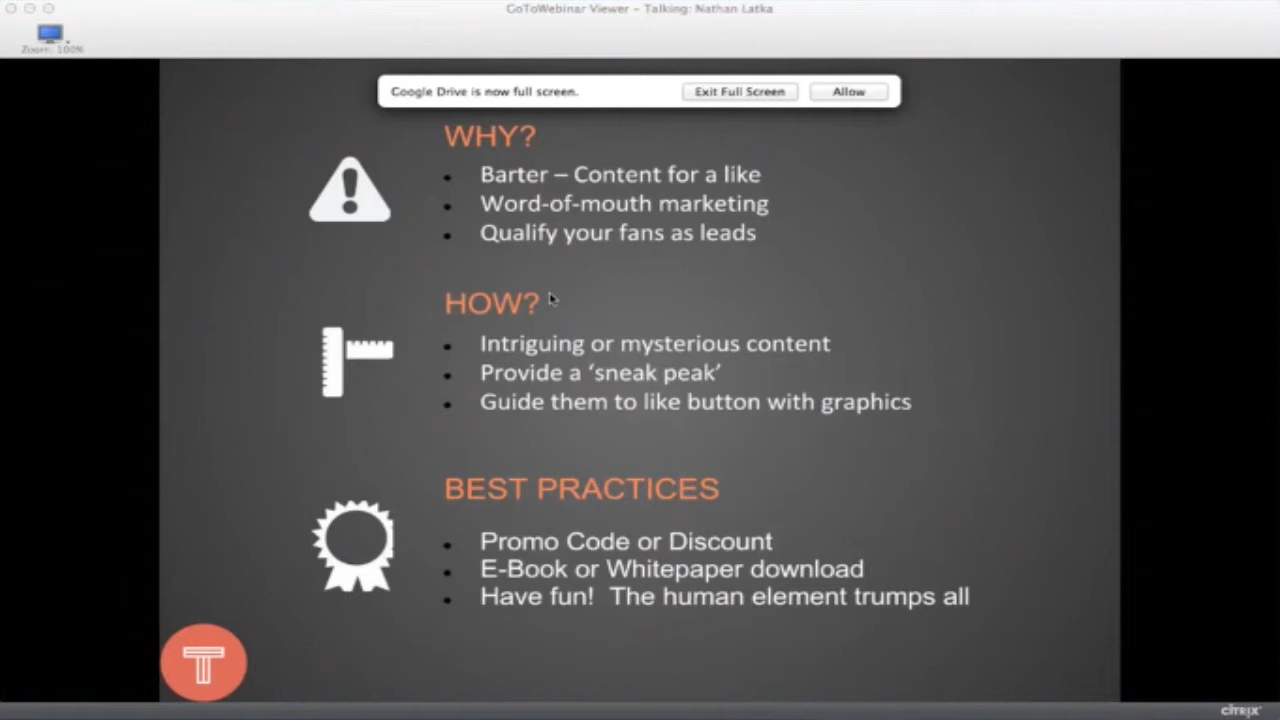 GoToWebinar Viewer – Talking: Nathan Latka
Zoom: 100%
Google Drive is now full screen.
Exit Full Screen
Allow
WHY?
Barter – Content for a like
Word-of-mouth marketing
Qualify your fans as leads
HOW?
Intriguing or mysterious content
Provide a ‘sneak peak’
Guide them to like button with graphics
BEST PRACTICES
Promo Code or Discount
E-Book or Whitepaper download
Have fun!  The human element trumps all
T
CITRIX